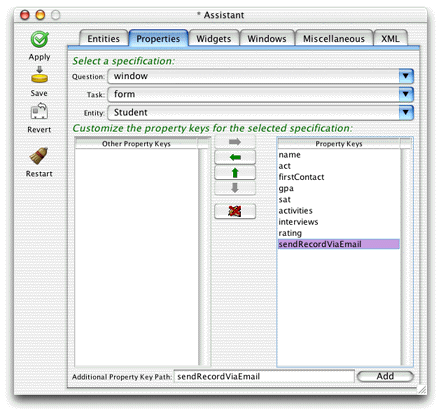 * Assistant
Entities Properties Widgets Windows Miscellaneous XML
Apply
Save
Revert
Restart
Select a specification:
Question: window
Task: form
Entity: Student
Customize the property keys for the selected specification:
Other Property Keys
Property Keys
name
act
firstContact
gpa
sat
activities
interviews
rating
sendRecordViaEmail
Additional Property Key Path: sendRecordViaEmail Add